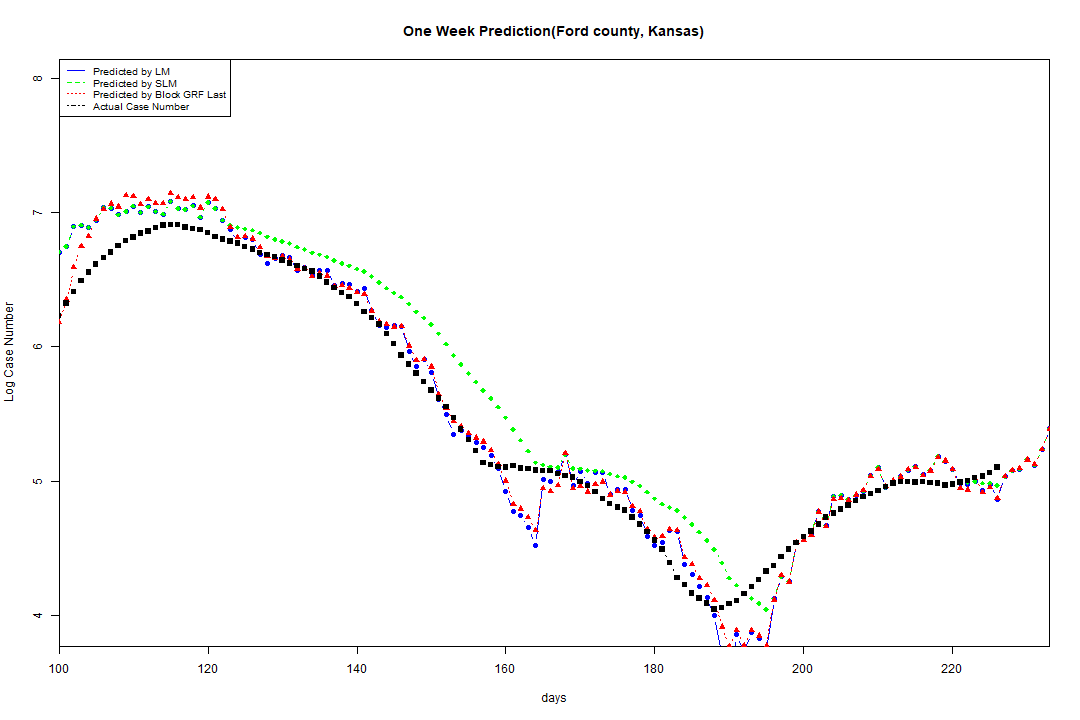 One Week Prediction(Ford county, Kansas)
Predicted by LM
Predicted by SLM
Predicted by Block GRF Last
Actual Case Number
8
7
6
5
4
Log Case Number
100 120 140 160 180 200 220
days